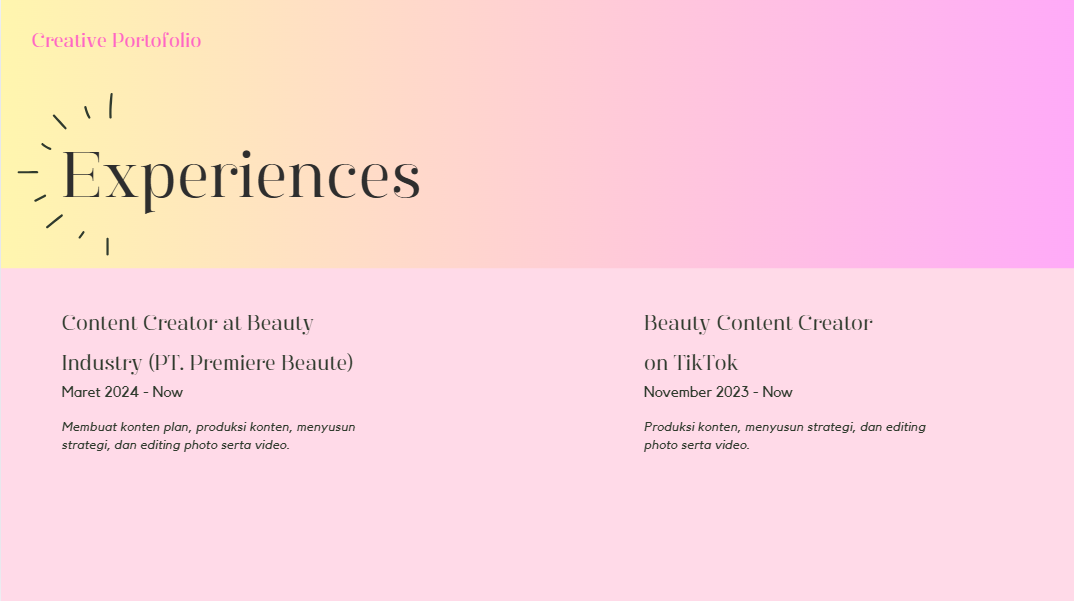 Creative Portofolio
Experiences
Content Creator at Beauty
Industry (PT. Premiere Beaute)
Maret 2024 - Now
Membuat konten plan, produksi konten, menyusun
strategi, dan editing photo serta video.
Beauty Content Creator
on TikTok
November 2023 - Now
Produksi konten, menyusun strategi, dan editing
photo serta video.